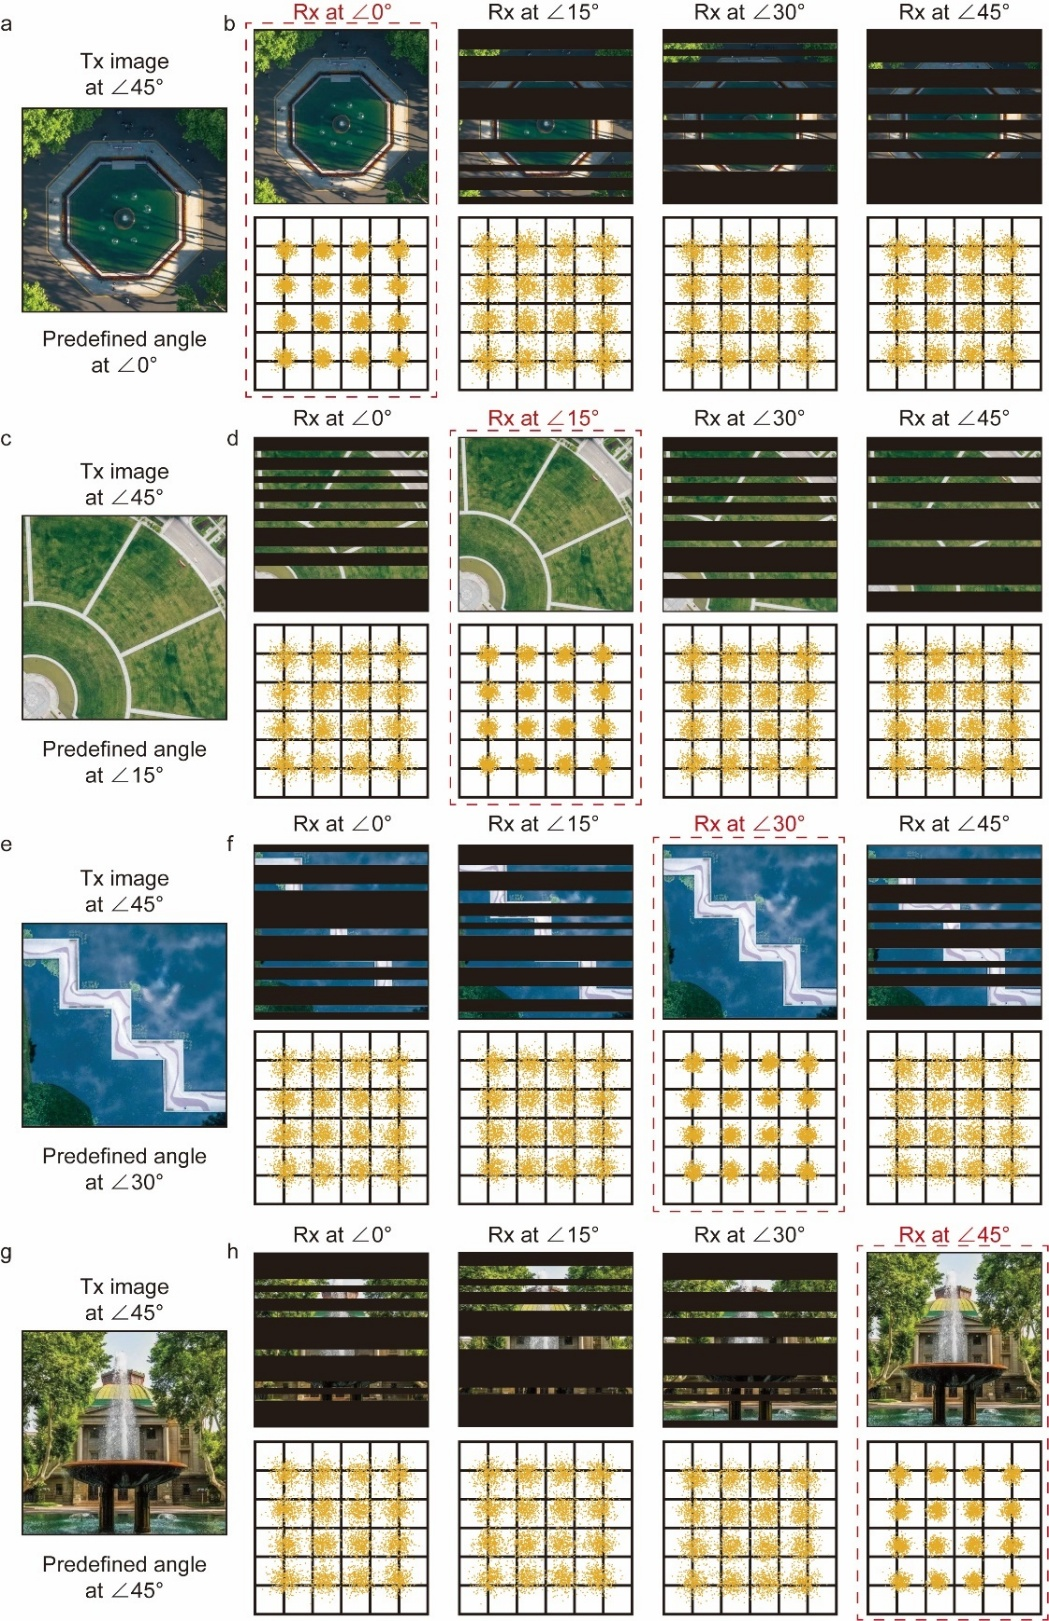 a
Tx image
at ∠45°
Predefined angle
at ∠0°
b
Rx at ∠0°
Rx at ∠15°
Rx at ∠30°
Rx at ∠45°
c
Tx image
at ∠45°
Predefined angle
at ∠15°
d
Rx at ∠0°
Rx at ∠15°
Rx at ∠30°
Rx at ∠45°
e
Tx image
at ∠45°
Predefined angle
at ∠30°
f
Rx at ∠0°
Rx at ∠15°
Rx at ∠30°
Rx at ∠45°
g
Tx image
at ∠45°
Predefined angle
at ∠45°
h
Rx at ∠0°
Rx at ∠15°
Rx at ∠30°
Rx at ∠45°